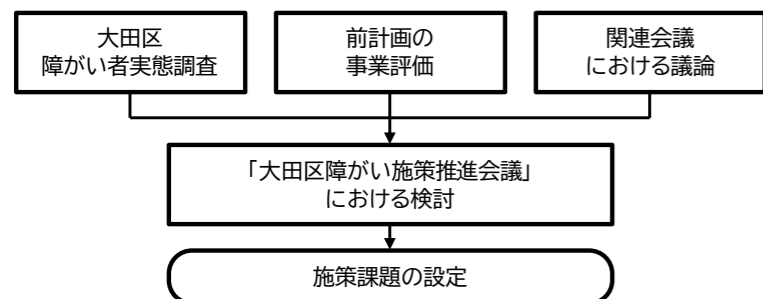 大田区
障がい者実態調査
前計画の
事業評価
関連会議
における議論
「大田区障がい施策推進会議」
における検討
施策課題の設定